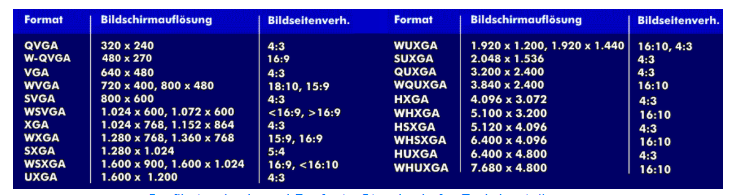 Format Bildschirmauflösung Bildseitenverh.
QVGA 320 x 240 4:3
W-QVGA 480 x 270 16:9
VGA 640 x 480 4:3
WVGA 720 x 400, 800 x 480 18:10, 15:9
SVGA 800 x 600 4:3
WSVGA 1.024 x 600, 1.072 x 600 <16:9, >16:9
XGA 1.024 x 768, 1.152 x 864 4:3
WXGA 1.280 x 768, 1.360 x 768 15:9, 16:9
SXGA 1.280 x 1.024 5:4
WSXGA 1.600 x 900, 1.600 x 1.024 16:9, <16:10
UXGA 1.600 x 1.200 4:3
Format Bildschirmauflösung Bildseitenverh.
WUXGA 1.920 x 1.200, 1.920 x 1.440 16:10, 4:3
SUXGA 2.048 x 1.536 4:3
QUXGA 3.200 x 2.400 4:3
WQUXGA 3.840 x 2.400 16:10
HXGA 4.096 x 3.072 4:3
WHXGA 5.100 x 3.200 16:10
HSXGA 5.120 x 4.096 4:3
WHSXGA 6.400 x 4.096 16:10
HUXGA 6.400 x 4.800 4:3
WHUXGA 7.680 x 4.800 16:10